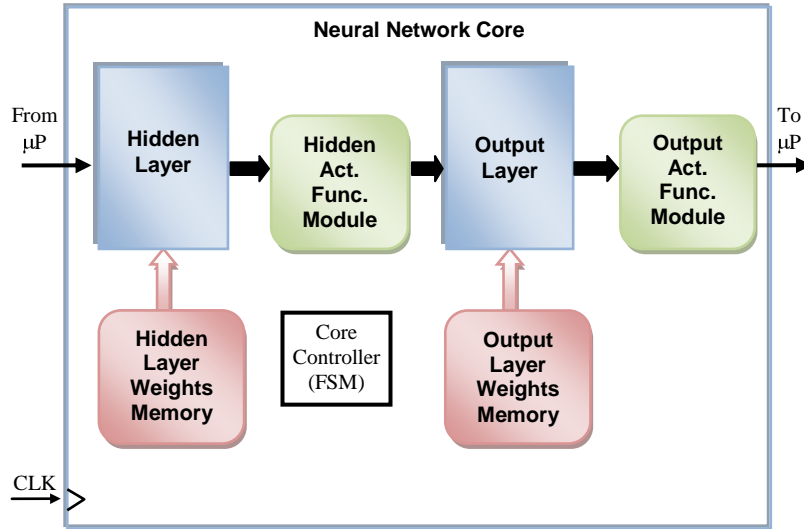 Neural Network Core
From
μP
Hidden
Layer
Hidden
Act.
Func.
Module
Output
Layer
Output
Act.
Func.
Module
To
μP
Hidden
Layer
Weights
Memory
Core
Controller
(FSM)
Output
Layer
Weights
Memory
CLK